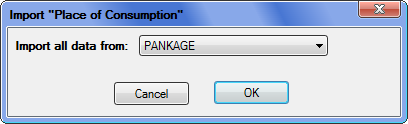 Import "Place of Consumption"
Import all data from: PANKAGE
Cancel OK